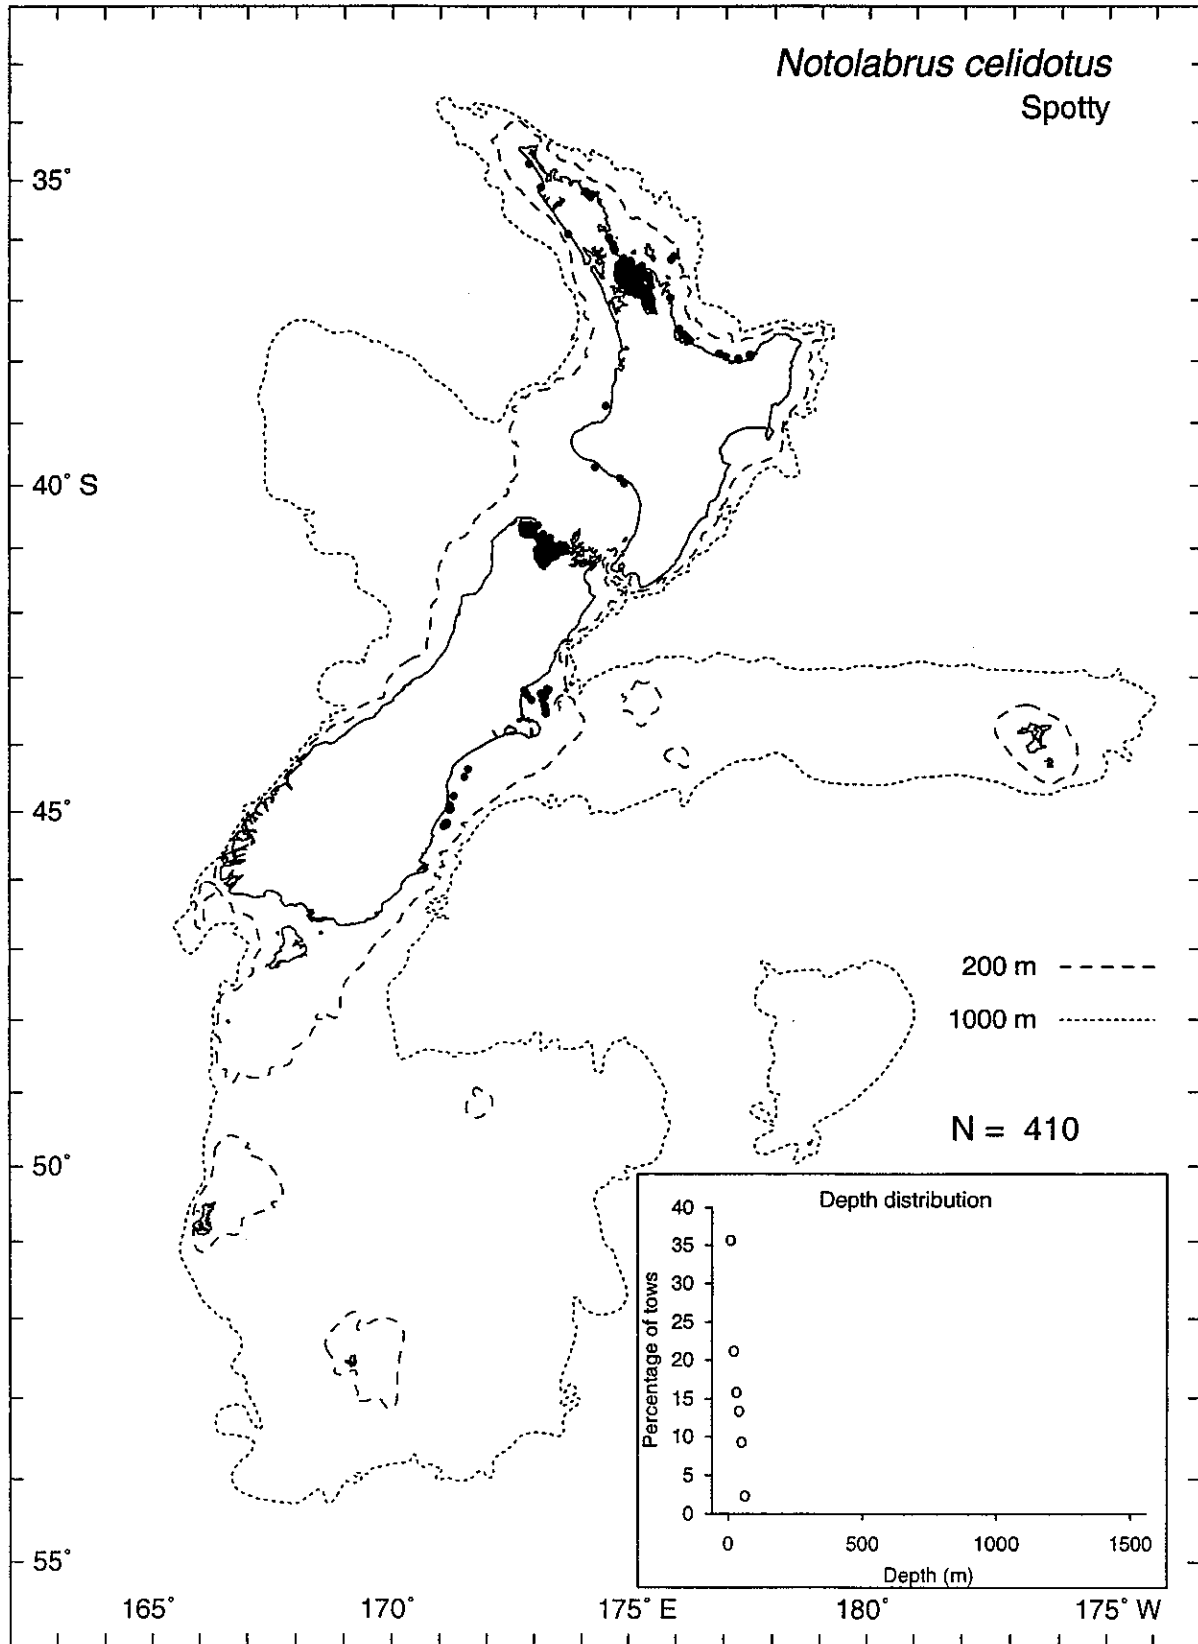 Notolabrus celidotus
Spotty
35°
40° S
45°
50°
55°
200 m
1000 m
N = 410
Depth distribution
Percentage of tows
40
35
30
25
20
15
10
5
0
0 500 1000 1500
Depth (m)
165° 170° 175° E 180° 175° W